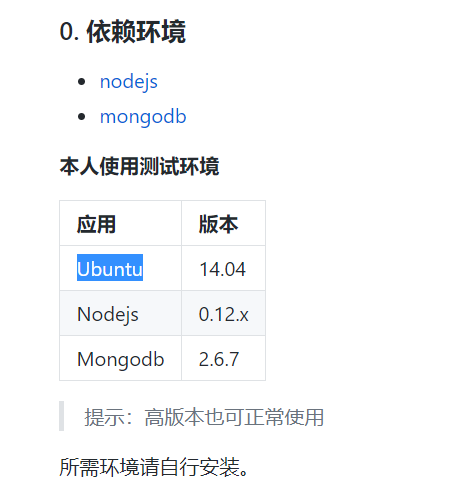 0. 依赖环境
nodejs
mongodb
本人使用测试环境
应用 版本
Ubuntu 14.04
Nodejs 0.12.x
Mongodb 2.6.7
提示：高版本也可正常使用
所需环境请自行安装。